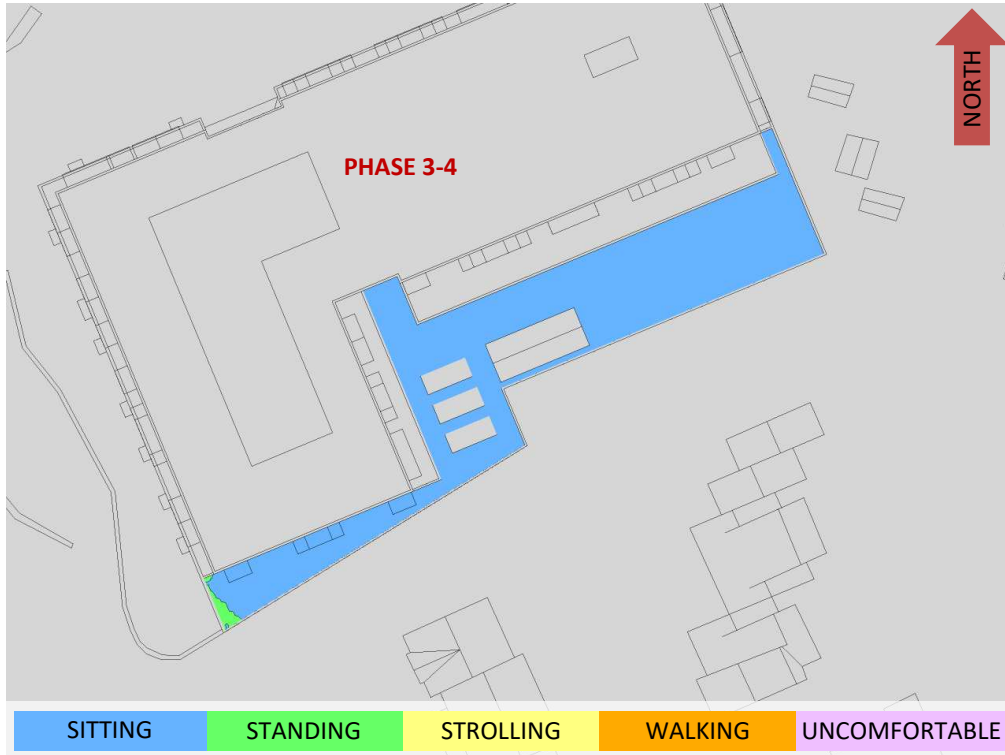 NORTH
PHASE 3-4
SITTING
STANDING
STROLLING
WALKING
UNCOMFORTABLE